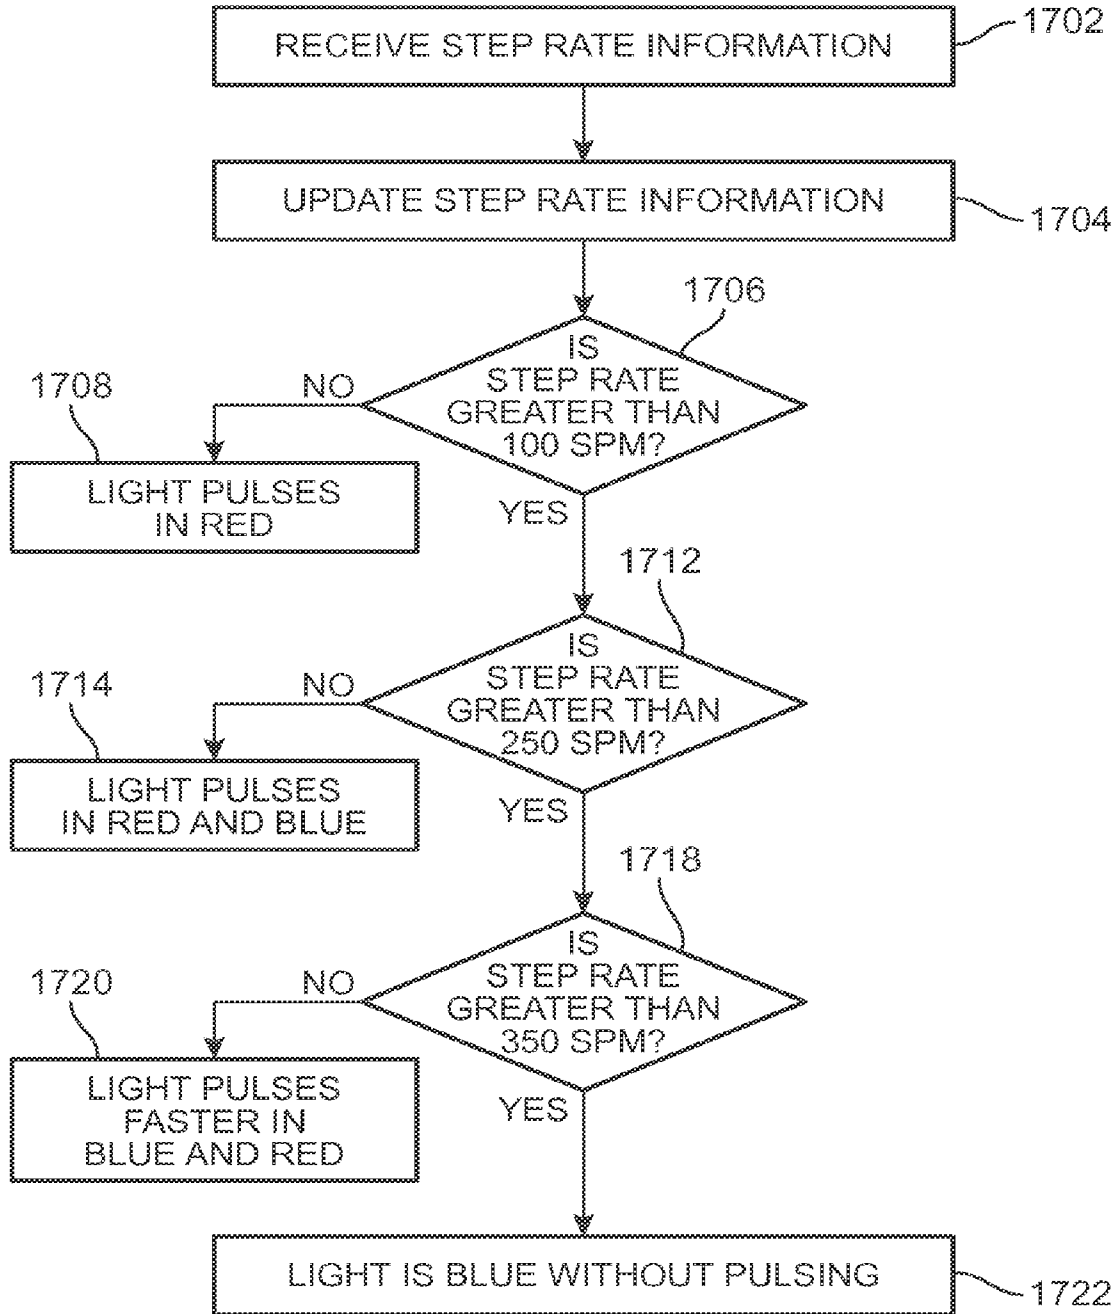 RECEIVE STEP RATE INFORMATION
1702
UPDATE STEP RATE INFORMATION
1704
1706
IS
STEP RATE
GREATER THAN
100 SPM?
NO
1708
LIGHT PULSES
IN RED
YES
1712
IS
STEP RATE
GREATER THAN
250 SPM?
NO
1714
LIGHT PULSES
IN RED AND BLUE
YES
1718
IS
STEP RATE
GREATER THAN
350 SPM?
NO
1720
LIGHT PULSES
FASTER IN
BLUE AND RED
YES
LIGHT IS BLUE WITHOUT PULSING
1722